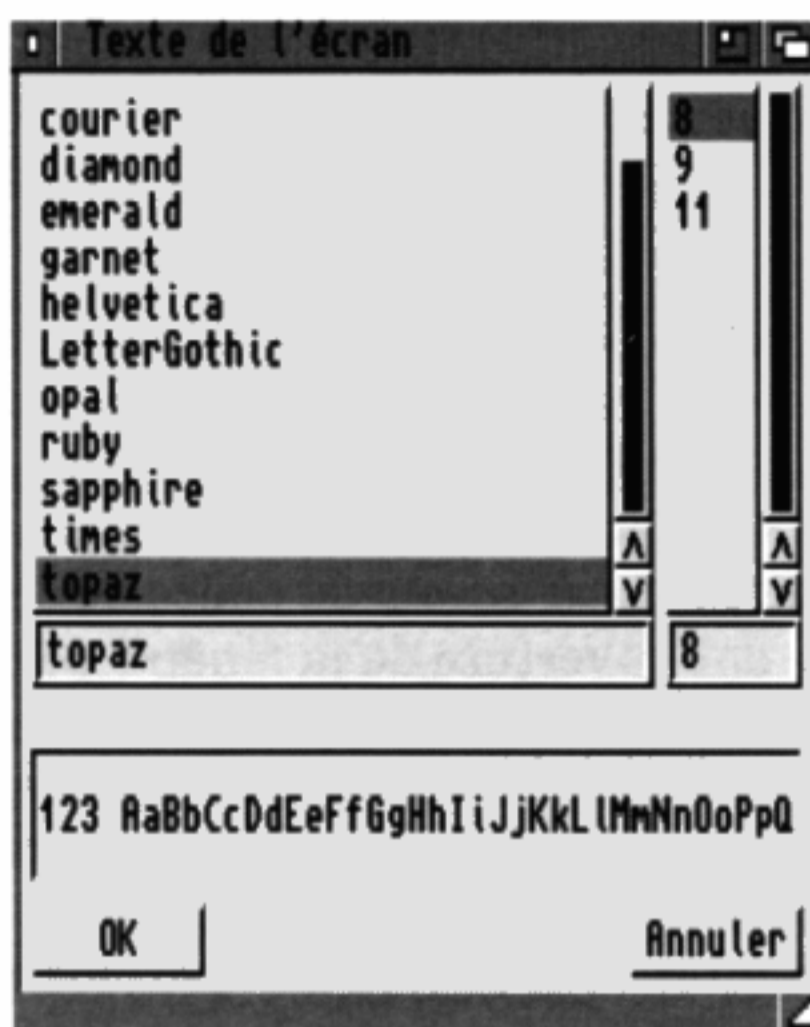 Texte de l'écran
courier
diamond
emerald
garnet
helvetica
LetterGothic
opal
ruby
sapphire
times
topaz
8
9
11
topaz
8
123 AaBbCcDdEeFfGgHhIiJjKkLlMmNnOoPpQ
OK
Annuler